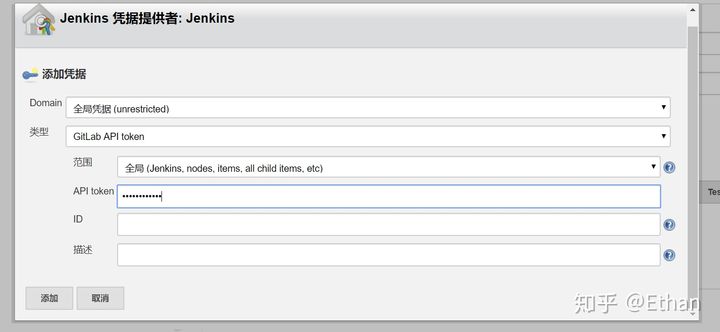 Jenkins 凭据提供者: Jenkins
添加凭据
Domain 全局凭据 (unrestricted)
类型 GitLab API token
范围 全局 (Jenkins, nodes, items, all child items, etc)
API token ••••••••••••
Tes
ID
描述
添加 取消
知乎 @Ethan